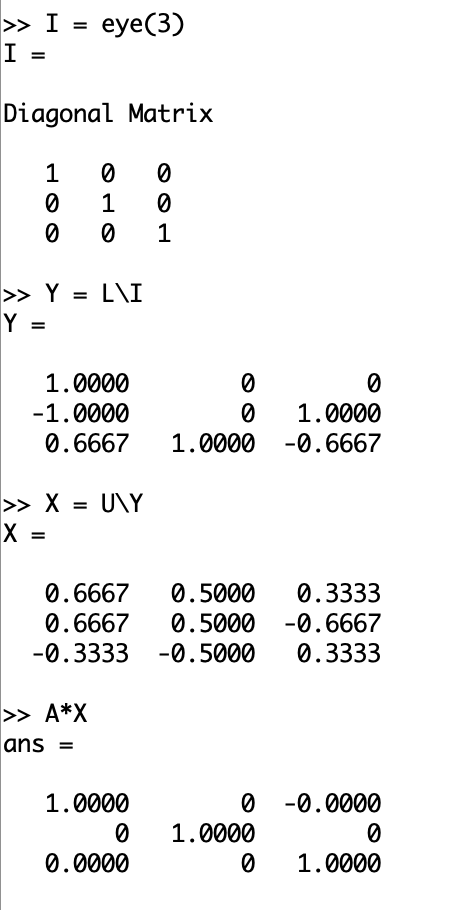 >> I = eye(3)
I =
Diagonal Matrix
1 0 0
0 1 0
0 0 1
>> Y = L\I
Y =
1.0000 0 0
-1.0000 0 1.0000
0.6667 1.0000 -0.6667
>> X = U\Y
X =
0.6667 0.5000 0.3333
0.6667 0.5000 -0.6667
-0.3333 -0.5000 0.3333
>> A*X
ans =
1.0000 0 -0.0000
0 1.0000 0
0.0000 0 1.0000